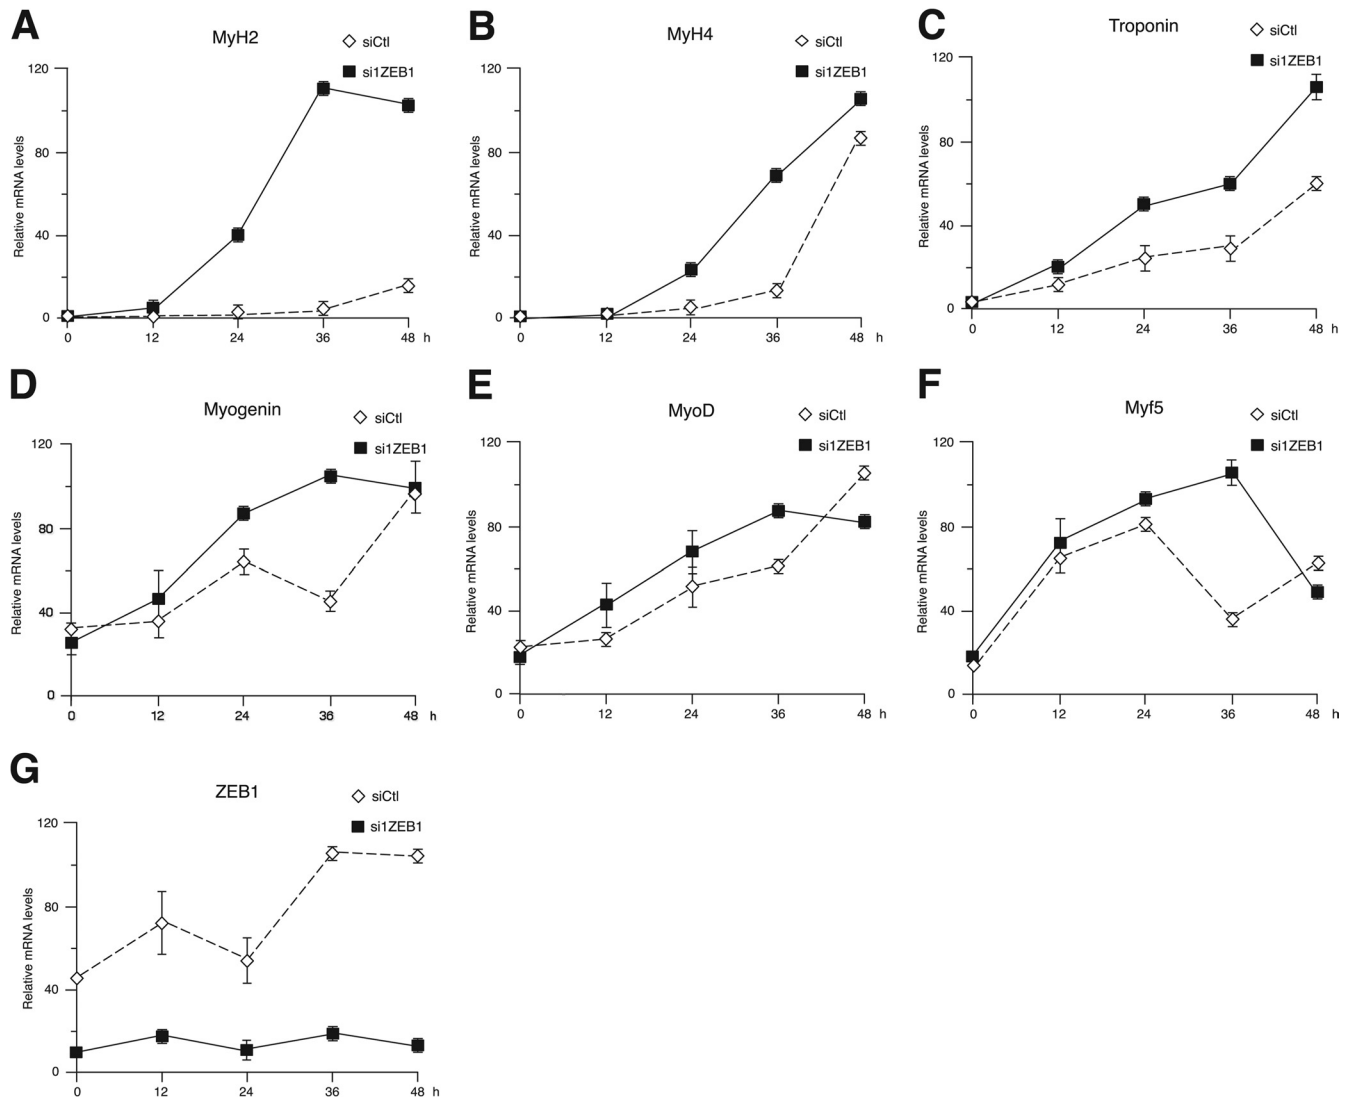 A
MyH2
siCtl
si1ZEB1
120
80
40
0
Relative mRNA levels
0 12 24 36 48 h
B
MyH4
siCtl
si1ZEB1
120
80
40
0
Relative mRNA levels
0 12 24 36 48 h
C
Troponin
siCtl
si1ZEB1
120
80
40
0
Relative mRNA levels
0 12 24 36 48 h
D
Myogenin
siCtl
si1ZEB1
120
80
40
0
Relative mRNA levels
0 12 24 36 48 h
E
MyoD
siCtl
si1ZEB1
120
80
40
0
Relative mRNA levels
0 12 24 36 48 h
F
Myf5
siCtl
si1ZEB1
120
80
40
0
Relative mRNA levels
0 12 24 36 48 h
G
ZEB1
siCtl
si1ZEB1
120
80
40
0
Relative mRNA levels
0 12 24 36 48 h